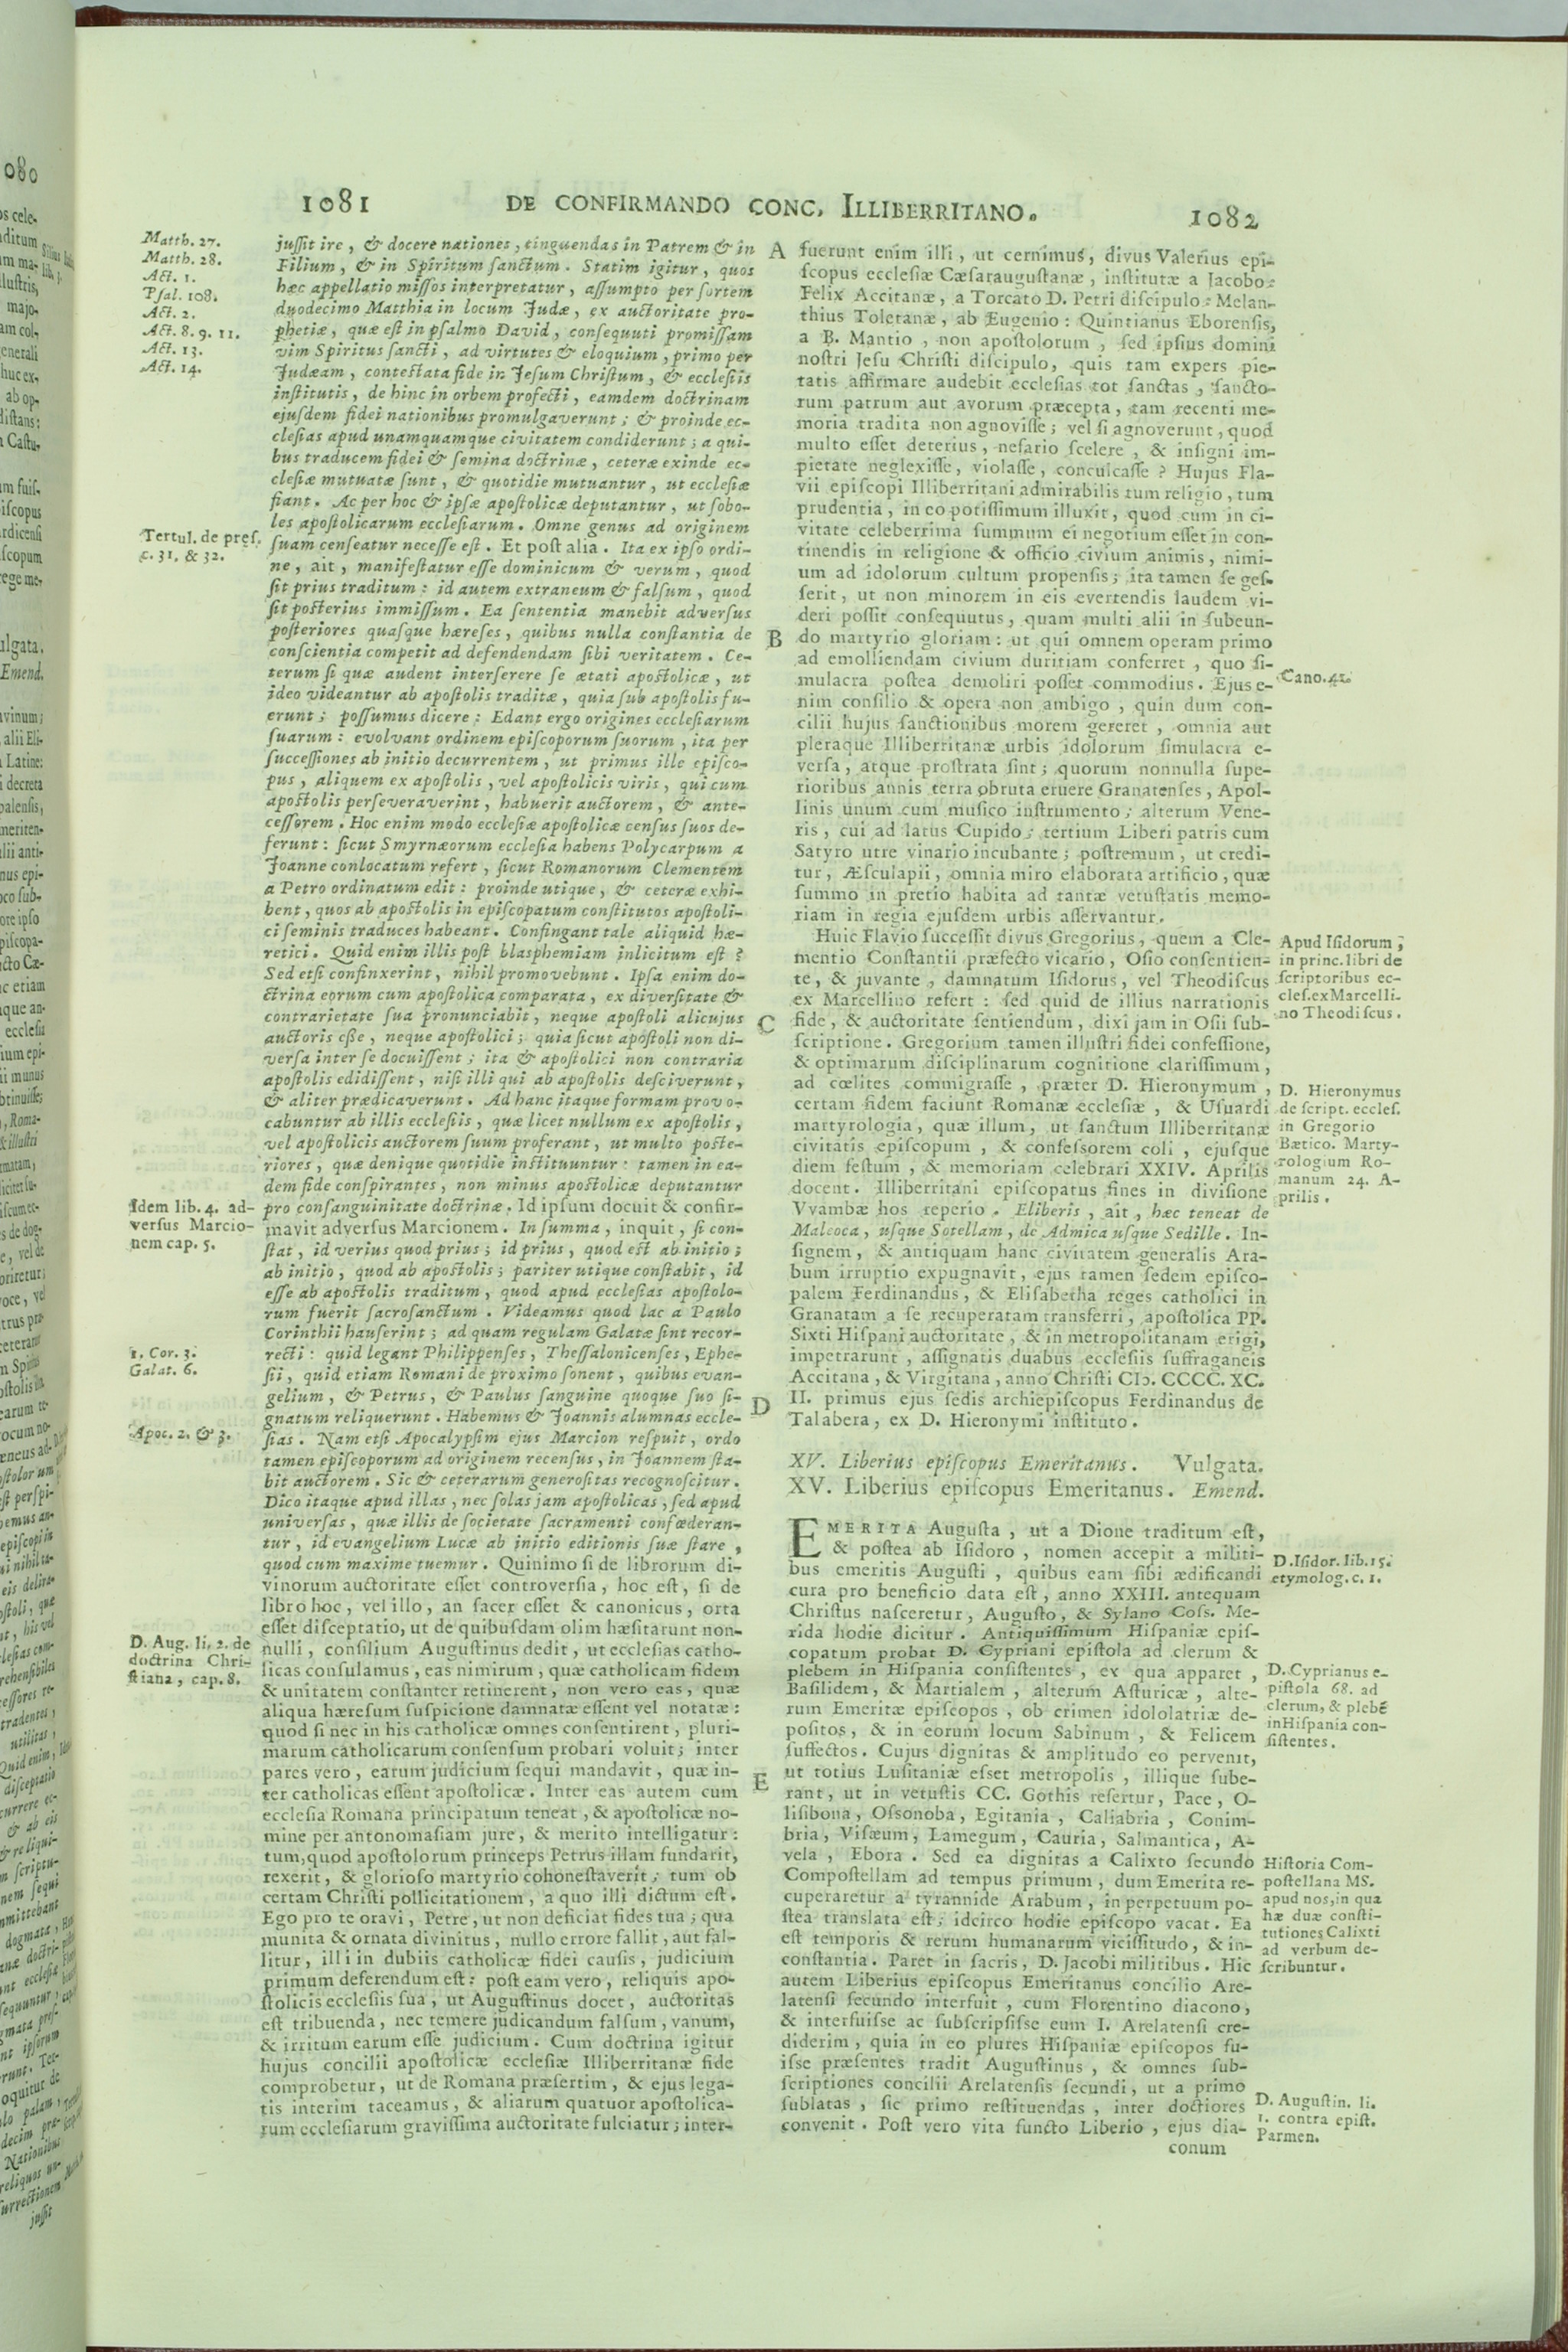 1081 DE CONFIRMANDO CONC. ILLIBERRITANO. 1082
Matth. 27.
Matth. 28.
Act. 1.
Psal. 108.
Act. 2.
Act. 8. 9. 11.
Act. 13.
Act. 14.
Tertul. de pres.
c. 31, & 32.
Idem lib. 4. ad-
versus Marcio-
nem cap. 5.
1. Cor. 3.
Galat. 6.
Apoc. 2. & 3.
D. Aug. li. 2. de
doctrina Chri-
stiana, cap. 8.
jussit ire, & docere nationes, tinguendas in Patrem & in
Filium, & in Spiritum sanctum. Statim igitur, quos
hæc appellatio missos interpretatur, assumpto per sortem
duodecimo Matthia in locum Judæ, ex auctoritate pro-
phetiæ, quæ est in psalmo David, consequuti promissam
vim Spiritus sancti, ad virtutes & eloquium, primo per
Judæam, contestata fide in Jesum Christum, & ecclesiis
institutis, de hinc in orbem profecti, eamdem doctrinam
ejusdem fidei nationibus promulgaverunt; & proinde ec-
clesias apud unamquamque civitatem condiderunt; a qui-
bus traducem fidei & semina doctrinæ, ceteræ exinde ec-
clesiæ mutuatæ sunt, & quotidie mutuantur, ut ecclesiæ
fiant. Ac per hoc & ipsæ apostolicæ deputantur, ut sobo-
les apostolicarum ecclesiarum. Omne genus ad originem
suam censeatur necesse est. Et post alia. Ita ex ipso ordi-
ne, ait, manifestatur esse dominicum & verum, quod
sit prius traditum: id autem extraneum & falsum, quod
sit posterius immissum. Ea sententia manebit adversus
posteriores quasque hæreses, quibus nulla constantia de
conscientia competit ad defendendam sibi veritatem. Ce-
terum si quæ audent interserere se ætati apostolicæ, ut
ideo videantur ab apostolis traditæ, quia sub apostolis fu-
erunt; possumus dicere: Edant ergo origines ecclesiarum
suarum: evolvant ordinem episcoporum suorum, ita per
successiones ab initio decurrentem, ut primus ille episco-
pus, aliquem ex apostolis, vel apostolicis viris, qui cum
apostolis perseveraverint, habuerit auctorem, & ante-
cessorem. Hoc enim modo ecclesiæ apostolicæ census suos de-
ferunt: sicut Smyrnæorum ecclesia habens Polycarpum a
Joanne conlocatum refert, sicut Romanorum Clementem
a Petro ordinatum edit: proinde utique, & ceteræ exhi-
bent, quos ab apostolis in episcopatum constitutos apostoli-
ci seminis traduces habeant. Confingant tale aliquid hæ-
retici. Quid enim illis post blasphemiam inlicitum est?
Sed etsi confinxerint, nihil promovebunt. Ipsa enim do-
ctrina eorum cum apostolica comparata, ex diversitate &
contrarietate sua pronunciabit, neque apostoli alicujus
auctoris esse, neque apostolici; quia sicut apostoli non di-
versa inter se docuissent; ita & apostolici non contraria
apostolis edidissent, nisi illi qui ab apostolis desciverunt,
& aliter prædicaverunt. Ad hanc itaque formam provo-
cabuntur ab illis ecclesiis, quæ licet nullum ex apostolis,
vel apostolicis auctorem suum proferant, ut multo poste-
riores, quæ denique quotidie instituuntur: tamen in ea-
dem fide conspirantes, non minus apostolicæ deputantur
pro consanguinitate doctrinæ. Id ipsum docuit & confir-
mavit adversus Marcionem. In summa, inquit, si con-
stat, id verius quod prius; id prius, quod est ab initio;
ab initio, quod ab apostolis; pariter utique constabit, id
esse ab apostolis traditum, quod apud ecclesias apostolo-
rum fuerit sacrosanctum. Videamus quod lac a Paulo
Corinthii hauserint; ad quam regulam Galatæ sint recor-
recti: quid legant Philippenses, Thessalonicenses, Ephe-
sii, quid etiam Romani de proximo sonent, quibus evan-
gelium, & Petrus, & Paulus sanguine quoque suo si-
gnatum reliquerunt. Habemus & Joannis alumnas eccle-
sias. Nam etsi Apocalypsim ejus Marcion respuit, ordo
tamen episcoporum ad originem recensus, in Joannem sta-
bit auctorem. Sic & ceterarum generositas recognoscitur.
Dico itaque apud illas, nec solas jam apostolicas, sed apud
universas, quæ illis de societate sacramenti confœderan-
tur, id evangelium Lucæ ab initio editionis suæ stare,
quod cum maxime tuemur. Quinimo si de librorum di-
vinorum auctoritate esset controversia, hoc est, si de
libro hoc, vel illo, an sacer esset & canonicus, orta
esset disceptatio, ut de quibusdam olim hæsitarunt non-
nulli, consilium Augustinus dedit, ut ecclesias catho-
licas consulamus, eas nimirum, quæ catholicam fidem
& unitatem constanter retinerent, non vero eas, quæ
aliqua hæresum suspicione damnatæ essent vel notatæ:
quod si nec in his catholicæ omnes consentirent, pluri-
marum catholicarum consensum probari voluit; inter
pares vero, earum judicium sequi mandavit, quæ in-
ter catholicas essent apostolicæ. Inter eas autem cum
ecclesia Romana principatum teneat, & apostolicæ no-
mine per antonomasiam jure, & merito intelligatur:
tum, quod apostolorum princeps Petrus illam fundarit,
rexerit, & glorioso martyrio cohonestaverit; tum ob
certam Christi pollicitationem, a quo illi dictum est.
Ego pro te oravi, Petre, ut non deficiat fides tua; qua
munita & ornata divinitus, nullo errore fallit, aut fal-
litur, illi in dubiis catholicæ fidei causis, judicium
primum deferendum est: post eam vero, reliquis apo-
stolicis ecclesiis sua, ut Augustinus docet, auctoritas
est tribuenda, nec temere judicandum falsum, vanum,
& irritum earum esse judicium. Cum doctrina igitur
hujus concilii apostolicæ ecclesiæ Illiberritanæ fide
comprobetur, ut de Romana præsertim, & ejus lega-
tis interim taceamus, & aliarum quatuor apostolica-
rum ecclesiarum gravissima auctoritate fulciatur; inter-
A
B
C
D
E
fuerunt enim illi, ut cernimus, divus Valerius epi-
scopus ecclesiæ Cæsaraugustanæ, institutæ a Jacobo:
Felix Accitanæ, a Torcato D. Petri discipulo: Melan-
thius Toletanæ, ab Eugenio: Quintianus Eborensis,
a B. Mantio, non apostolorum, sed ipsius domini
nostri Jesu Christi discipulo, quis tam expers pie-
tatis affirmare audebit ecclesias tot sanctas, sancto-
rum patrum aut avorum præcepta, tam recenti me-
moria tradita non agnovisse; vel si agnoverunt, quod
multo esset deterius, nefario scelere, & insigni im-
pietate neglexisse, violasse, conculcasse? Hujus Fla-
vii episcopi Illiberritani admirabilis tum religio, tum
prudentia, in eo potissimum illuxit, quod cum in ci-
vitate celeberrima summum ei negotium esset in con-
tinendis in religione & officio civium animis, nimi-
um ad idolorum cultum propensis; ita tamen se ges-
serit, ut non minorem in eis evertendis laudem vi-
deri possit consequutus, quam multi alii in subeun-
do martyrio gloriam: ut qui omnem operam primo
ad emolliendam civium duritiam conferret, quo si-
mulacra postea demoliri posset commodius. Ejus e-
nim consilio & opera non ambigo, quin dum con-
cilii hujus sanctionibus morem gereret, omnia aut
pleraque Illiberritanæ urbis idolorum simulacra e-
versa, atque prostrata sint; quorum nonnulla supe-
rioribus annis terra obruta eruere Granatenses, Apol-
linis unum cum musico instrumento; alterum Vene-
ris, cui ad latus Cupido; tertium Liberi patris cum
Satyro utre vinario incubante; postremum, ut credi-
tur, Æsculapii, omnia miro elaborata artificio, quæ
summo in pretio habita ad tantæ vetustatis memo-
riam in regia ejusdem urbis asservantur.
Huic Flavio successit divus Gregorius, quem a Cle-
mentio Constantii præfecto vicario, Osio consentien-
te, & juvante, damnatum Isidorus, vel Theodiscus
ex Marcellino refert: sed quid de illius narrationis
fide, & auctoritate sentiendum, dixi jam in Osii sub-
scriptione. Gregorium tamen illustri fidei confessione,
& optimarum disciplinarum cognitione clarissimum,
ad cœlites commigrasse, præter D. Hieronymum,
certam fidem faciunt Romanæ ecclesiæ, & Usuardi
martyrologia, quæ illum, ut sanctum Illiberritanæ
civitatis episcopum, & confessorem coli, ejusque
diem festum, & memoriam celebrari XXIV. Aprilis
docent. Illiberritani episcopatus fines in divisione
Vvambæ hos reperio. Eliberis, ait, hæc teneat de
Maleoca, usque Sotellam, de Admica usque Sedille. In-
signem, & antiquam hanc civitatem generalis Ara-
bum irruptio expugnavit, ejus tamen sedem episco-
palem Ferdinandus, & Elisabetha reges catholici in
Granatam a se recuperatam transferri, apostolica PP.
Sixti Hispani auctoritate, & in metropolitanam erigi,
impetrarunt, assignatis duabus ecclesiis suffraganeis
Accitana, & Virgitana, anno Christi CIↃ. CCCC. XC.
II. primus ejus sedis archiepiscopus Ferdinandus de
Talabera, ex D. Hieronymi instituto.
XV. Liberius episcopus Emeritanus. Vulgata.
XV. Liberius episcopus Emeritanus. Emend.
EMERITA Augusta, ut a Dione traditum est,
& postea ab Isidoro, nomen accepit a militi-
bus emeritis Augusti, quibus eam sibi ædificandi
cura pro beneficio data est, anno XXIII. antequam
Christus nasceretur, Augusto, & Sylano Coss. Me-
rida hodie dicitur. Antiquissimum Hispaniæ epis-
copatum probat D. Cypriani epistola ad clerum &
plebem in Hispania consistentes, ex qua apparet,
Basilidem, & Martialem, alterum Asturicæ, alte-
rum Emeritæ episcopos, ob crimen idololatriæ de-
positos, & in eorum locum Sabinum, & Felicem
suffectos. Cujus dignitas & amplitudo eo pervenit,
ut totius Lusitaniæ esset metropolis, illique sube-
rant, ut in vetustis CC. Gothis refertur, Pace, O-
lisibona, Ossonoba, Egitania, Caliabria, Conim-
bria, Visæum, Lamegum, Cauria, Salmantica, A-
vela, Ebora. Sed ea dignitas a Calixto secundo
Compostellam ad tempus primum, dum Emerita re-
cuperaretur a tyrannide Arabum, in perpetuum po-
stea translata est; idcirco hodie episcopo vacat. Ea
est temporis & rerum humanarum vicissitudo, & in-
constantia. Paret in sacris, D. Jacobi militibus. Hic
autem Liberius episcopus Emeritanus concilio Are-
latensi secundo interfuit, cum Florentino diacono,
& interfuisse ac subscripsisse eum I. Arelatensi cre-
diderim, quia in eo plures Hispaniæ episcopos fu-
isse præsentes tradit Augustinus, & omnes sub-
scriptiones concilii Arelatensis secundi, ut a primo
sublatas, sic primo restituendas, inter doctiores
convenit. Post vero vita functo Liberio, ejus dia-
conum
Cano. 41.
Apud Isidorum,
in princ. libri de
scriptoribus ec-
cles. ex Marcelli-
no Theodiscus.
D. Hieronymus
de script. eccles.
in Gregorio
Bætico. Marty-
rologium Ro-
manum 24. A-
prilis.
D. Isidor. lib. 15.
etymolog. c. 1.
D. Cyprianus e-
pistola 68. ad
clerum, & plebẽ
in Hispania con-
sistentes.
Historia Com-
postellana MS.
apud nos, in qua
hæ duæ consti-
tutiones Calixti
ad verbum de-
scribuntur.
D. Augustin. li.
1. contra epist.
Parmen.